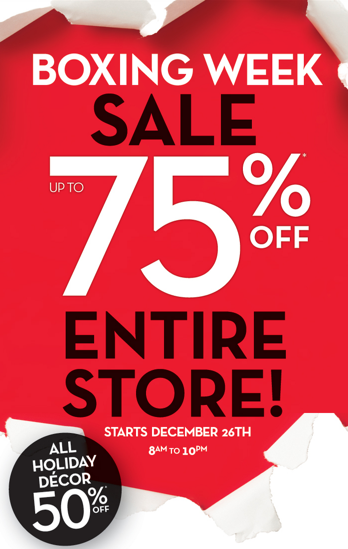 BOXING WEEK
SALE
UP TO
75%*
OFF
ENTIRE
STORE!
STARTS DECEMBER 26TH
8AM TO 10PM
ALL
HOLIDAY
DÉCOR
50%*
OFF